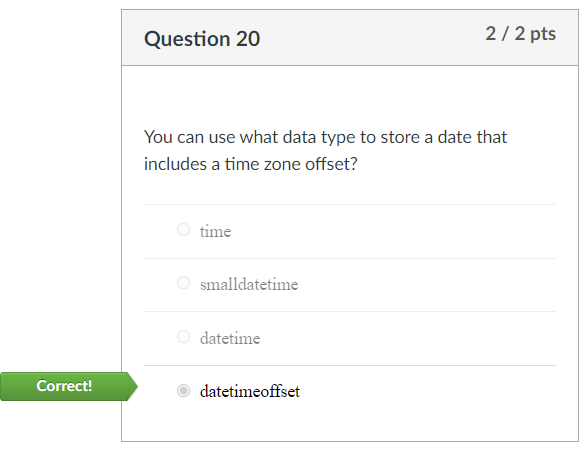 Question 20
2 / 2 pts
You can use what data type to store a date that
includes a time zone offset?
time
smalldatetime
datetime
Correct!
datetimeoffset